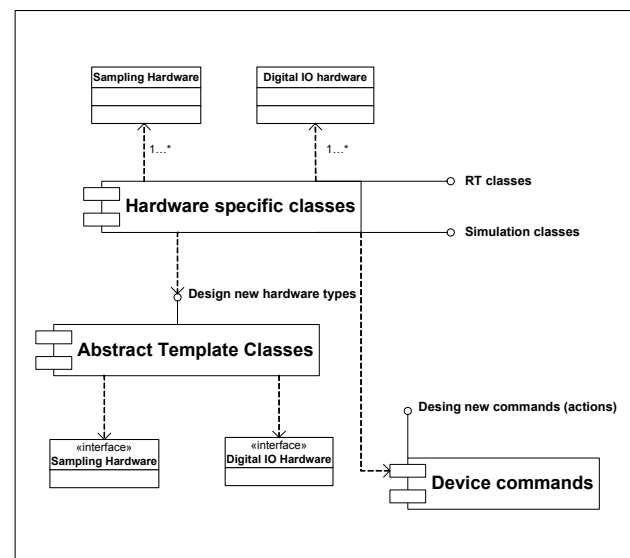 Sampling Hardware
Digital IO hardware
1...*
1...*
RT classes
Hardware specific classes
Simulation classes
Design new hardware types
Abstract Template Classes
Desing new commands (actions)
«interface»
Sampling Hardware
«interface»
Digital IO Hardware
Device commands